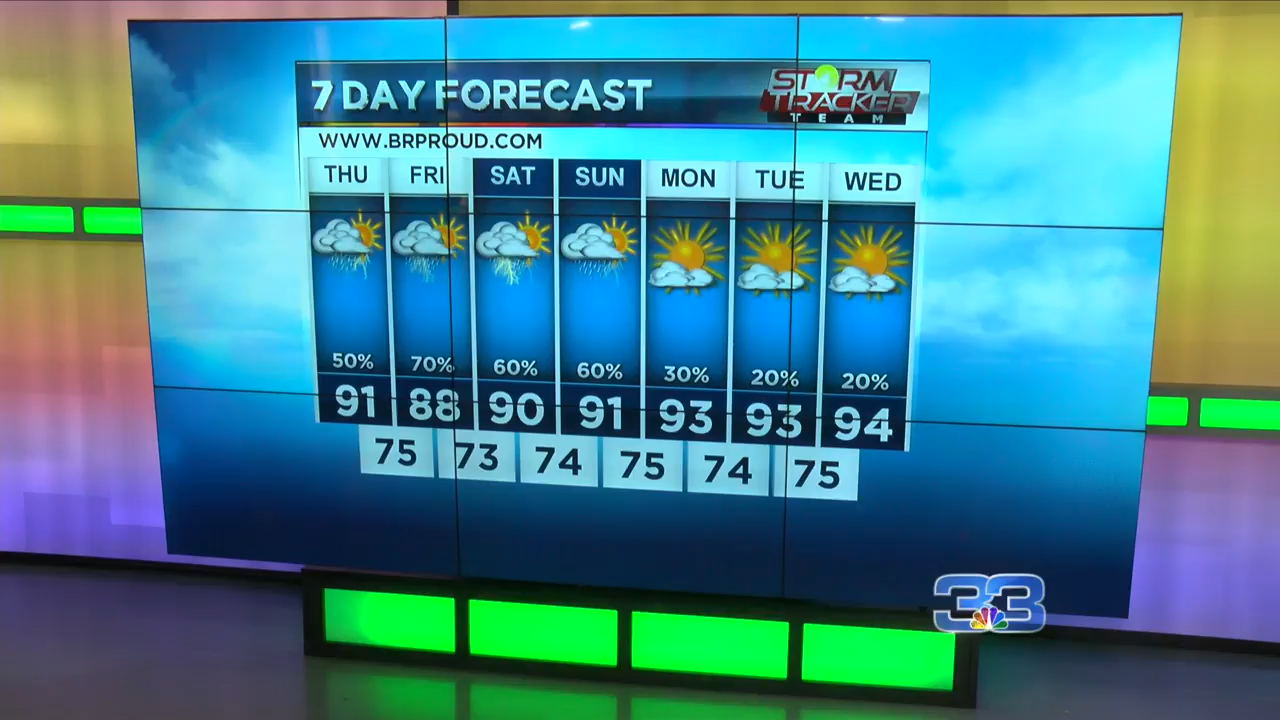 7 DAY FORECAST
STORM
TRACKER
TEAM
WWW.BRPROUD.COM
THU FRI SAT SUN MON TUE WED
50% 70% 60% 60% 30% 20% 20%
91 88 90 91 93 93 94
75 73 74 75 74 75
33